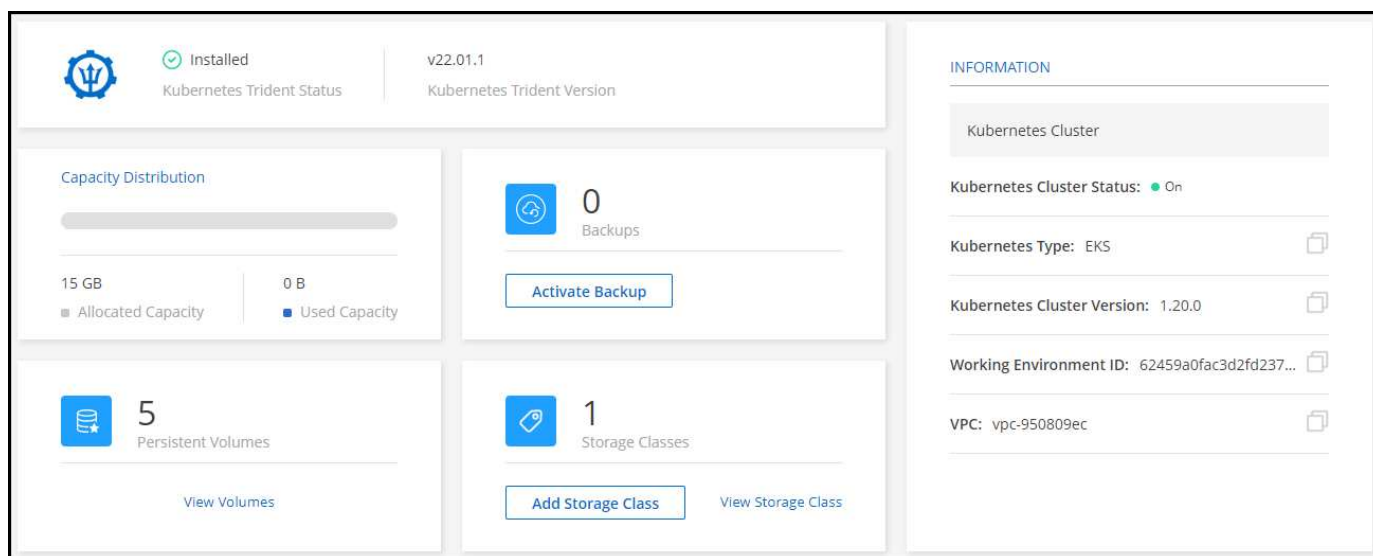 Installed
Kubernetes Trident Status
v22.01.1
Kubernetes Trident Version
Capacity Distribution
15 GB
Allocated Capacity
0 B
Used Capacity
0
Backups
Activate Backup
5
Persistent Volumes
View Volumes
1
Storage Classes
Add Storage Class
View Storage Class
INFORMATION
Kubernetes Cluster
Kubernetes Cluster Status: On
Kubernetes Type: EKS
Kubernetes Cluster Version: 1.20.0
Working Environment ID: 62459a0fac3d2fd237...
VPC: vpc-950809ec